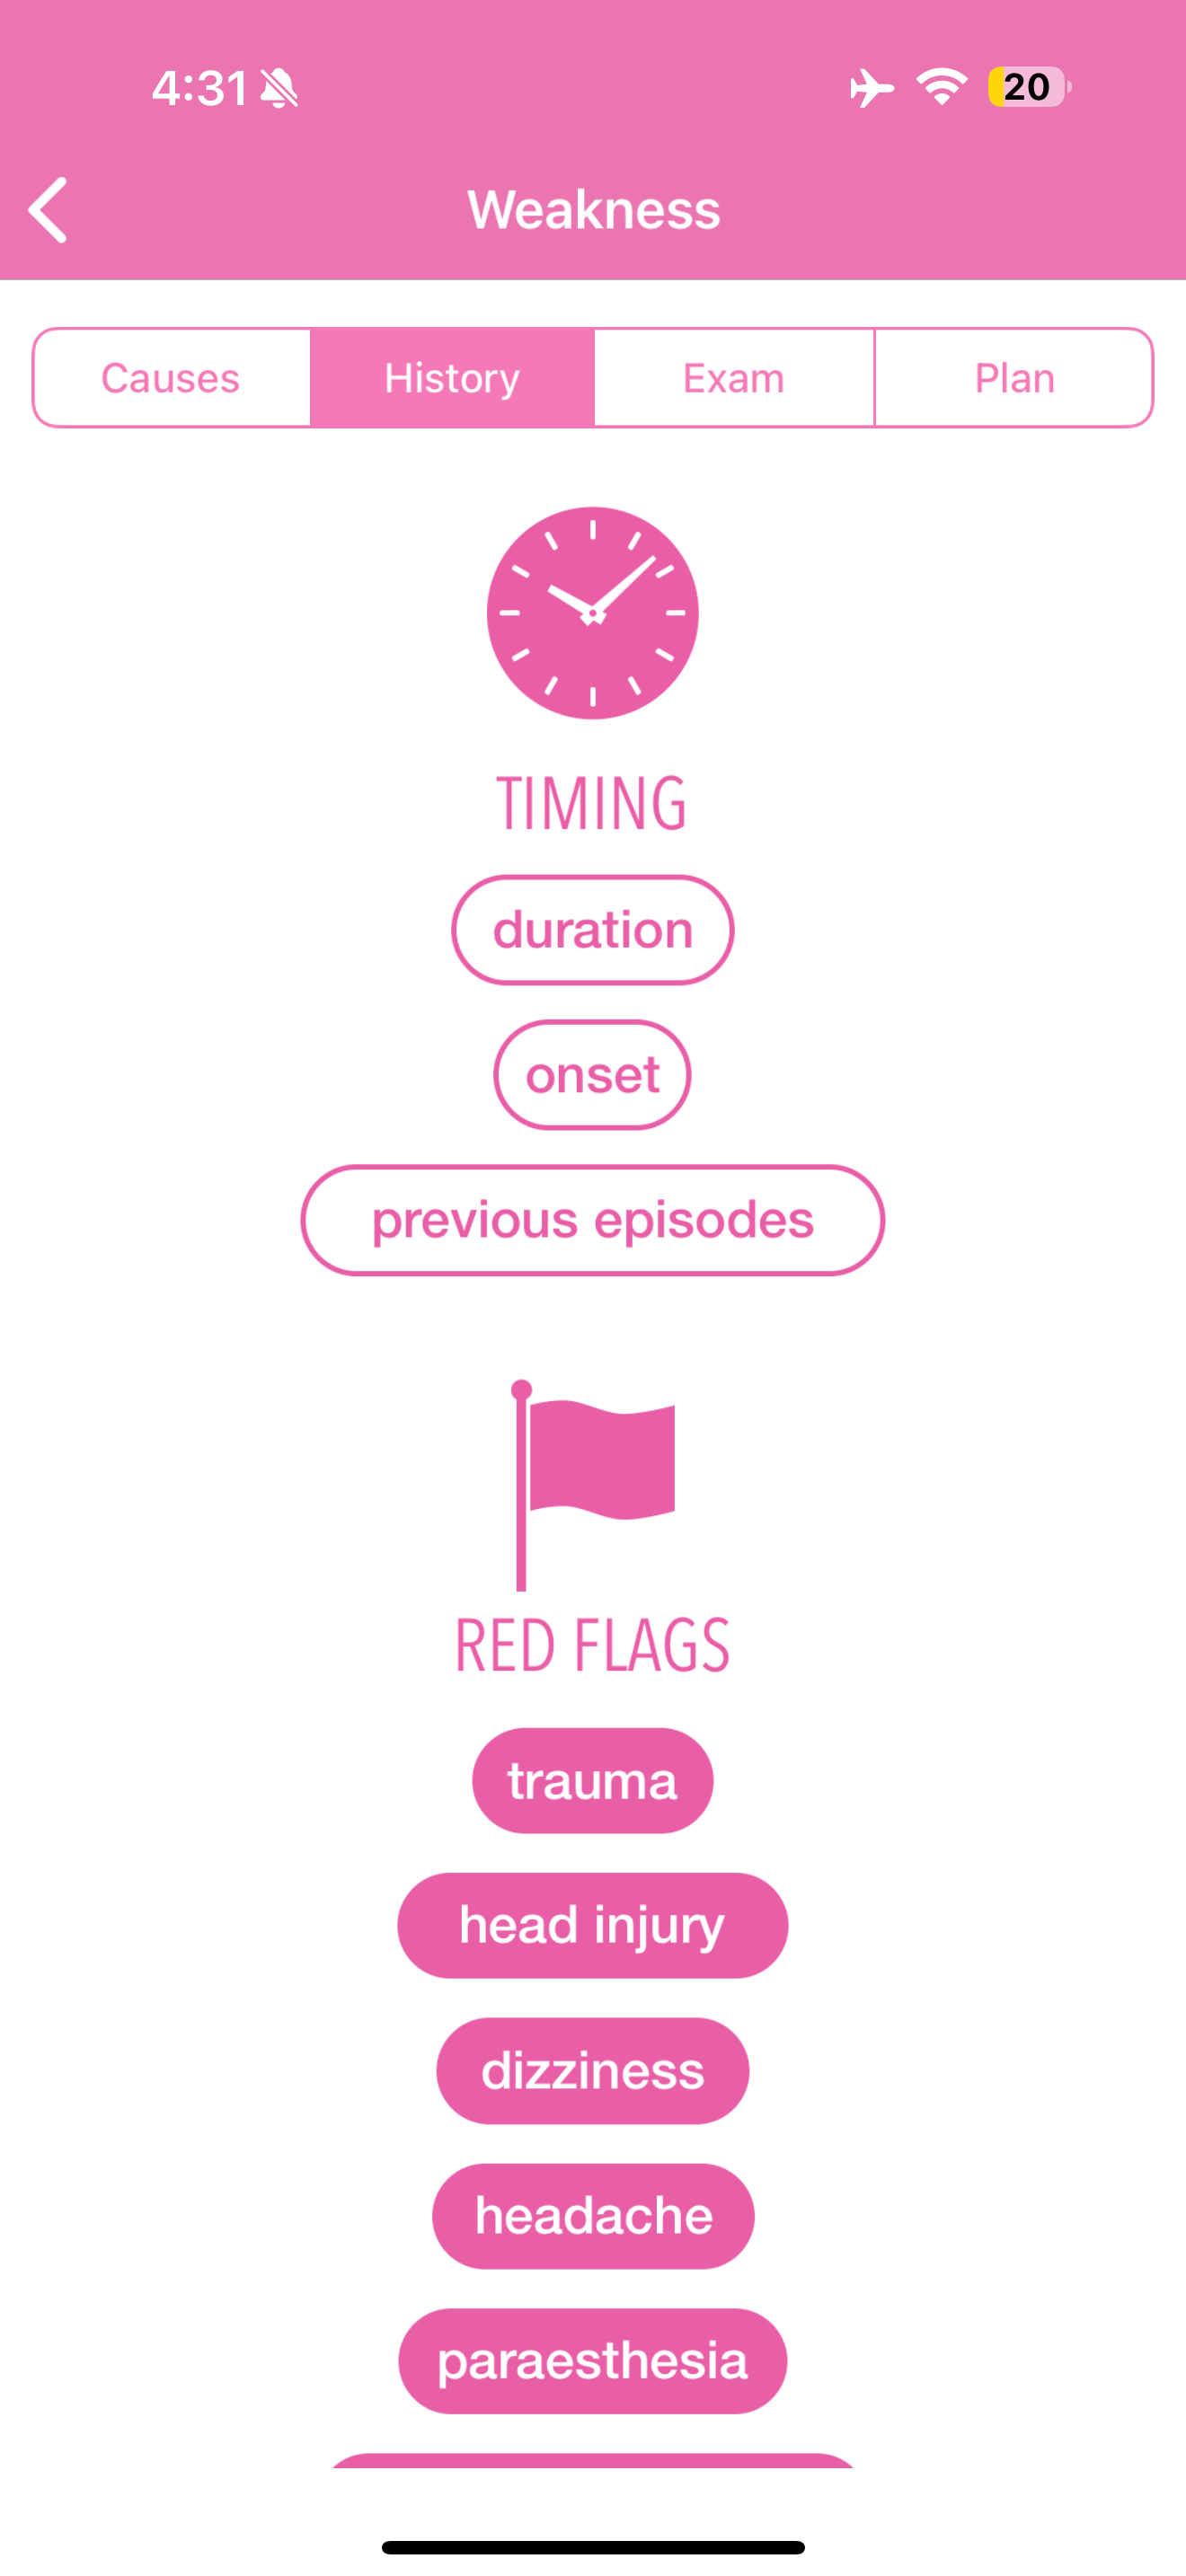 4:31
20
Weakness
Causes History Exam Plan
TIMING
duration
onset
previous episodes
RED FLAGS
trauma
head injury
dizziness
headache
paraesthesia